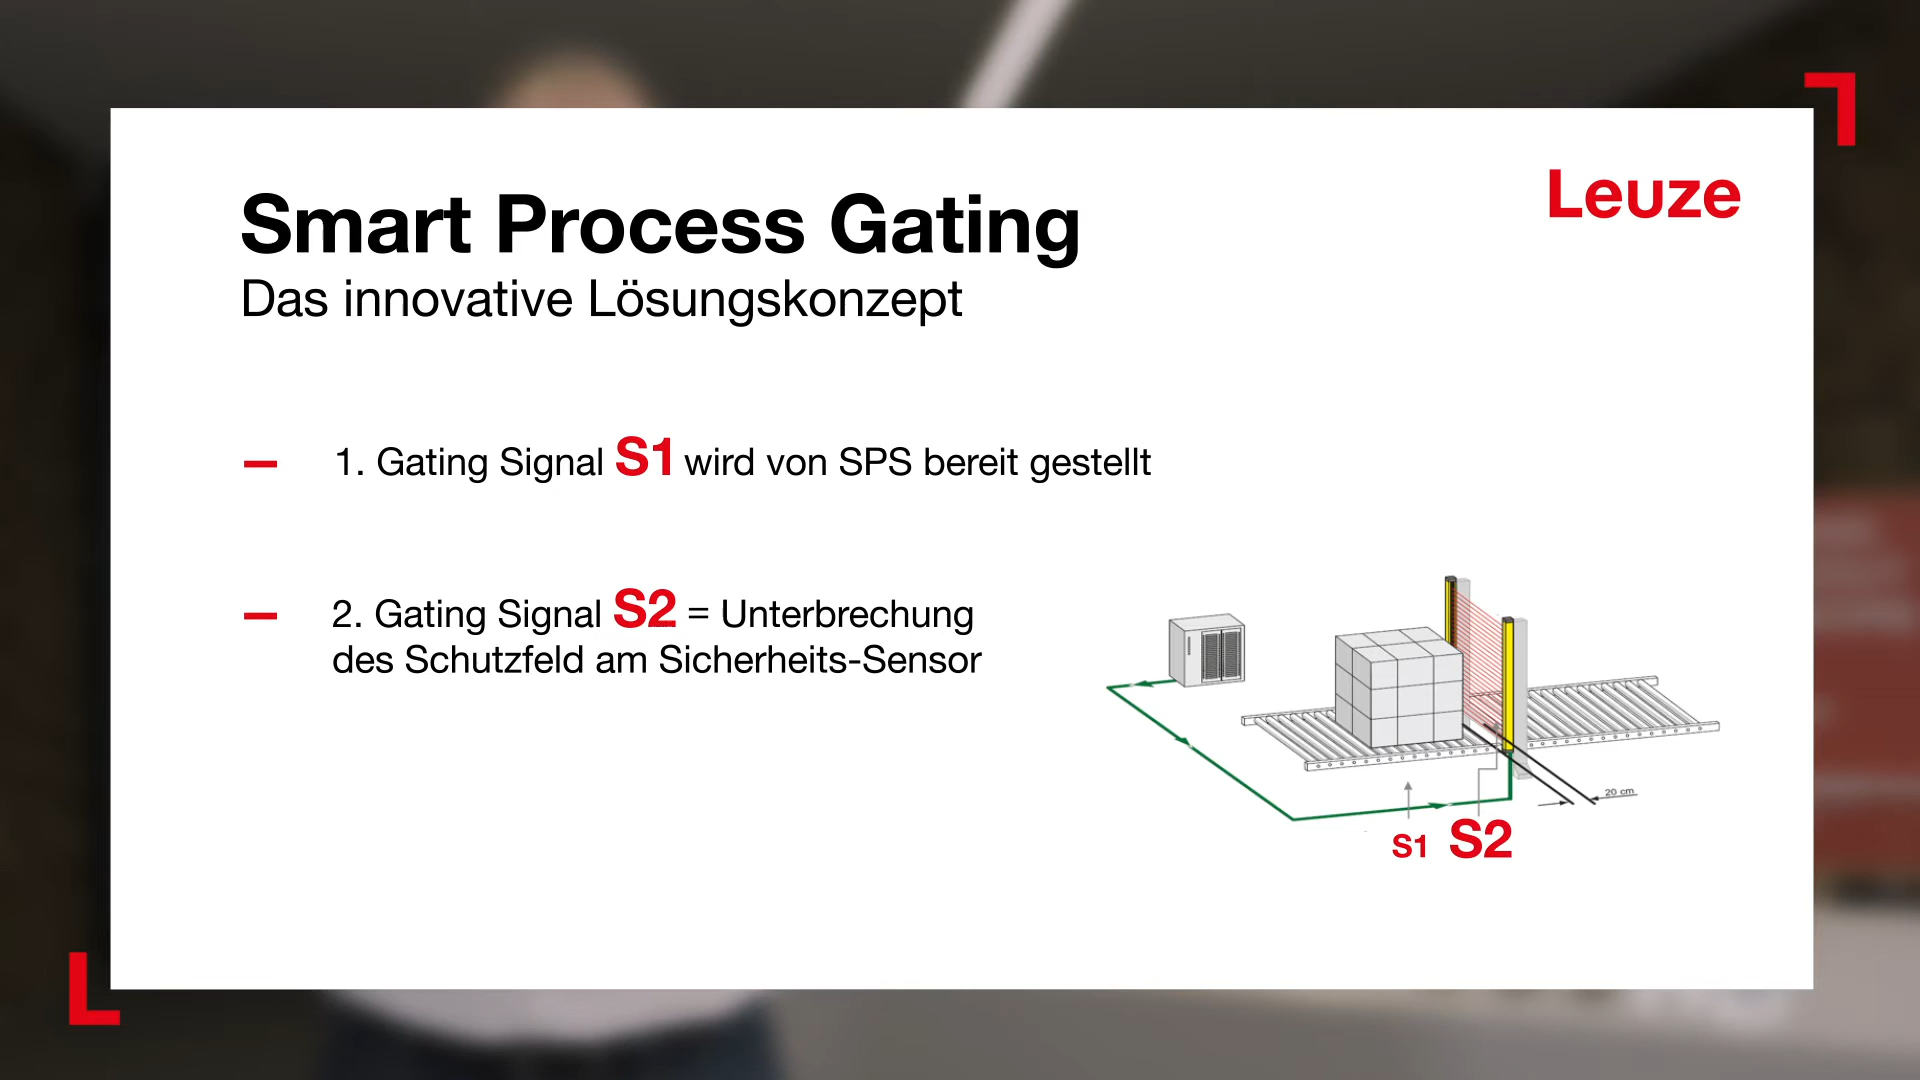 Leuze
Smart Process Gating
Das innovative Lösungskonzept
1. Gating Signal S1 wird von SPS bereit gestellt
2. Gating Signal S2 = Unterbrechung
des Schutzfeld am Sicherheits-Sensor
20 cm
S1 S2